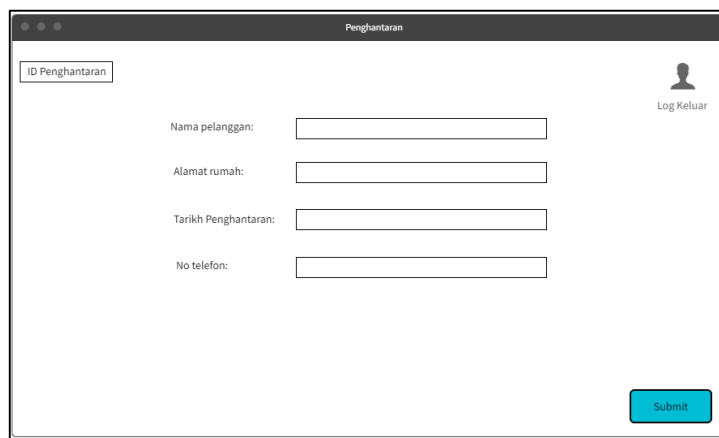 Penghantaran
ID Penghantaran
Log Keluar
Nama pelanggan:
Alamat rumah:
Tarikh Penghantaran:
No telefon:
Submit